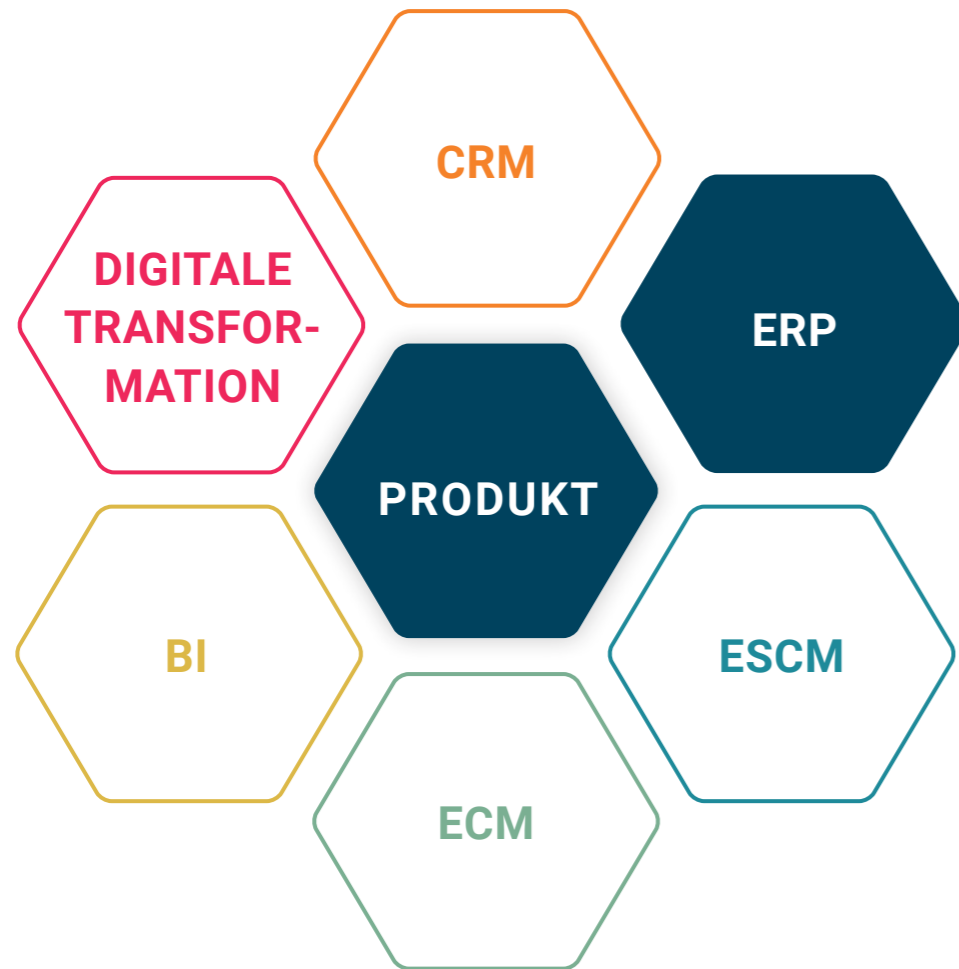 CRM
DIGITALE
TRANSFOR-
MATION
ERP
PRODUKT
BI
ESCM
ECM